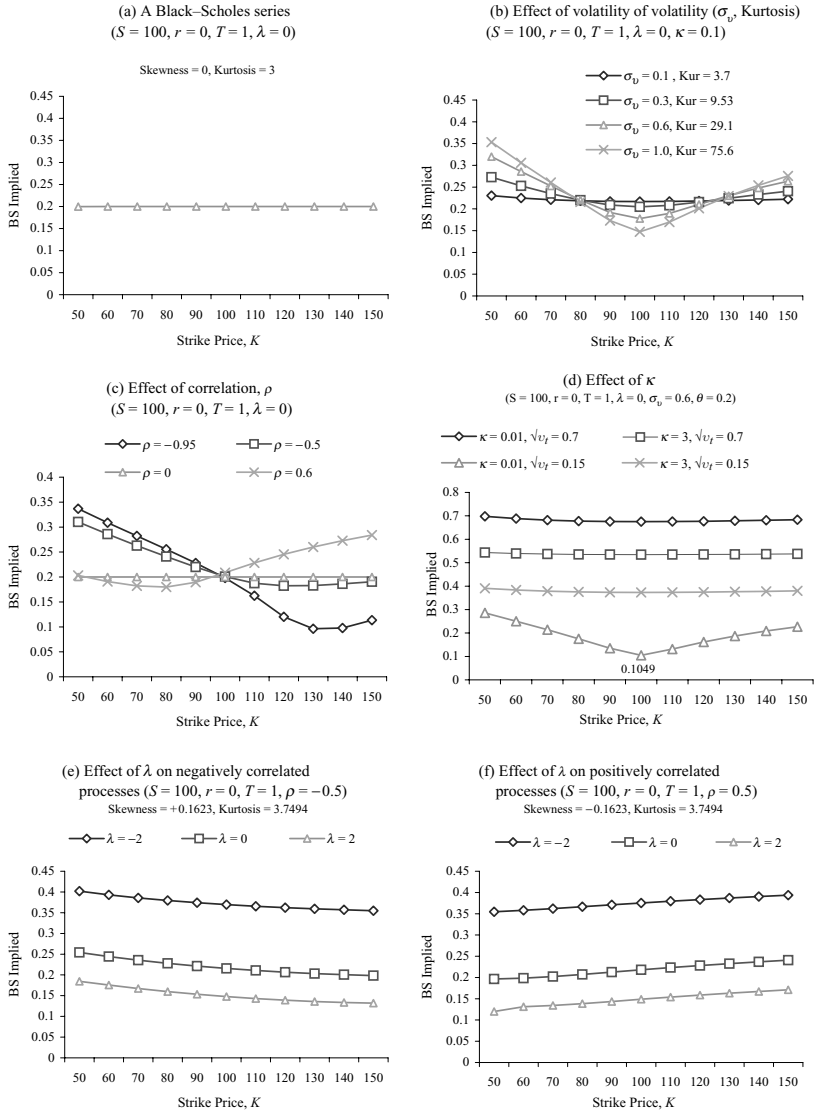 (a) A Black–Scholes series
(S = 100, r = 0, T = 1, λ = 0)
Skewness = 0, Kurtosis = 3
0.45
0.4
0.35
0.3
0.25
0.2
0.15
0.1
0.05
0
BS Implied
50 60 70 80 90 100 110 120 130 140 150
Strike Price, K
(b) Effect of volatility of volatility (σᵥ, Kurtosis)
(S = 100, r = 0, T = 1, λ = 0, κ = 0.1)
συ = 0.1 , Kur = 3.7
συ = 0.3, Kur = 9.53
συ = 0.6, Kur = 29.1
συ = 1.0, Kur = 75.6
0.45
0.4
0.35
0.3
0.25
0.2
0.15
0.1
0.05
0
BS Implied
50 60 70 80 90 100 110 120 130 140 150
Strike Price, K
(c) Effect of correlation, ρ
(S = 100, r = 0, T = 1, λ = 0)
ρ = −0.95 ρ = −0.5
ρ = 0 ρ = 0.6
0.4
0.35
0.3
0.25
0.2
0.15
0.1
0.05
0
BS Implied
50 60 70 80 90 100 110 120 130 140 150
Strike Price, K
(d) Effect of κ
(S = 100, r = 0, T = 1, λ = 0, συ = 0.6, θ = 0.2)
κ = 0.01, √υt = 0.7 κ = 3, √υt = 0.7
κ = 0.01, √υt = 0.15 κ = 3, √υt = 0.15
0.8
0.7
0.6
0.5
0.4
0.3
0.2
0.1
0
BS Implied
0.1049
50 60 70 80 90 100 110 120 130 140 150
Strike Price, K
(e) Effect of λ on negatively correlated
processes (S = 100, r = 0, T = 1, ρ = −0.5)
Skewness = +0.1623, Kurtosis = 3.7494
λ = −2 λ = 0 λ = 2
0.45
0.4
0.35
0.3
0.25
0.2
0.15
0.1
0.05
0
BS Implied
50 60 70 80 90 100 110 120 130 140 150
Strike Price, K
(f) Effect of λ on positively correlated
processes (S = 100, r = 0, T = 1, ρ = 0.5)
Skewness = −0.1623, Kurtosis = 3.7494
λ = −2 λ = 0 λ = 2
0.45
0.4
0.35
0.3
0.25
0.2
0.15
0.1
0.05
0
BS Implied
50 60 70 80 90 100 110 120 130 140 150
Strike Price, K